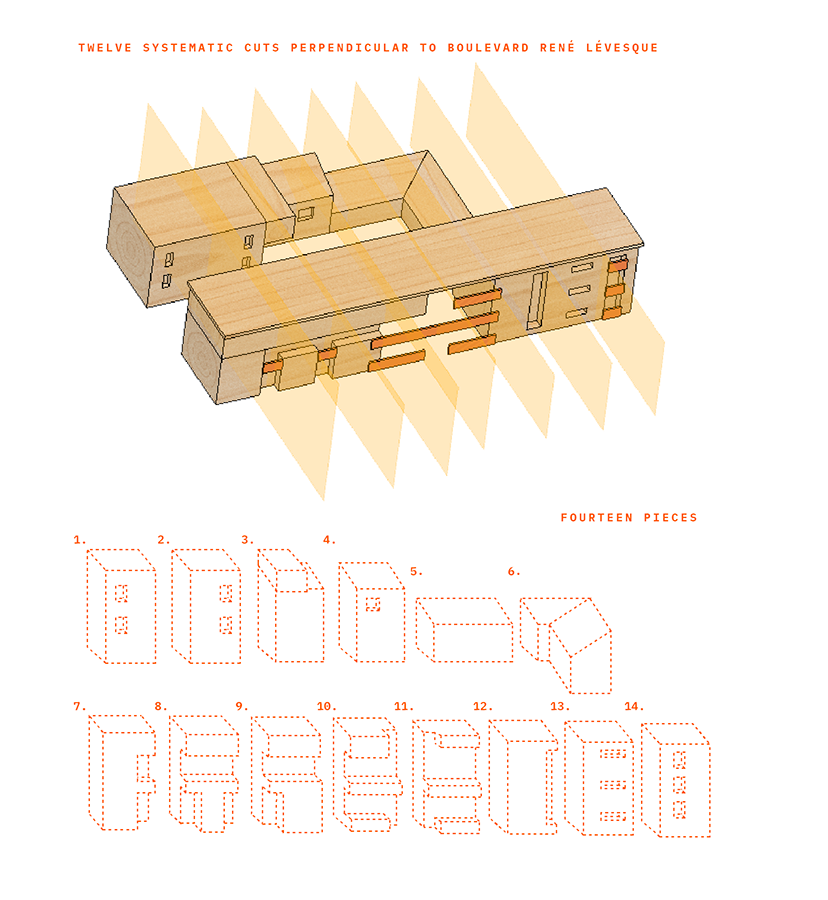 TWELVE SYSTEMATIC CUTS PERPENDICULAR TO BOULEVARD RENÉ LÉVESQUE
FOURTEEN PIECES
1. 2. 3. 4.
5. 6.
7. 8. 9. 10. 11. 12. 13. 14.